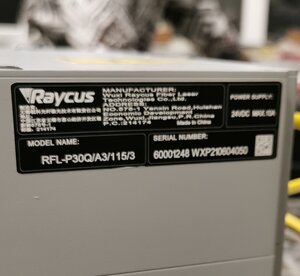 Raycus
MANUFACTURER:
Wuxi Raycus Fiber Laser
Technologies Co.,Ltd.
ADDRESS:
NO.576-1 Yanxin Road,Huishan
Economic Development
Zone,Wuxi,Jiangsu,P.R.China
P.C.:214174
Made in China
214174
POWER SUPPLY:
24VDC MAX.10A
MODEL NAME:
RFL-P30Q/A3/115/3
SERIAL NUMBER:
60001248 WXP210604050